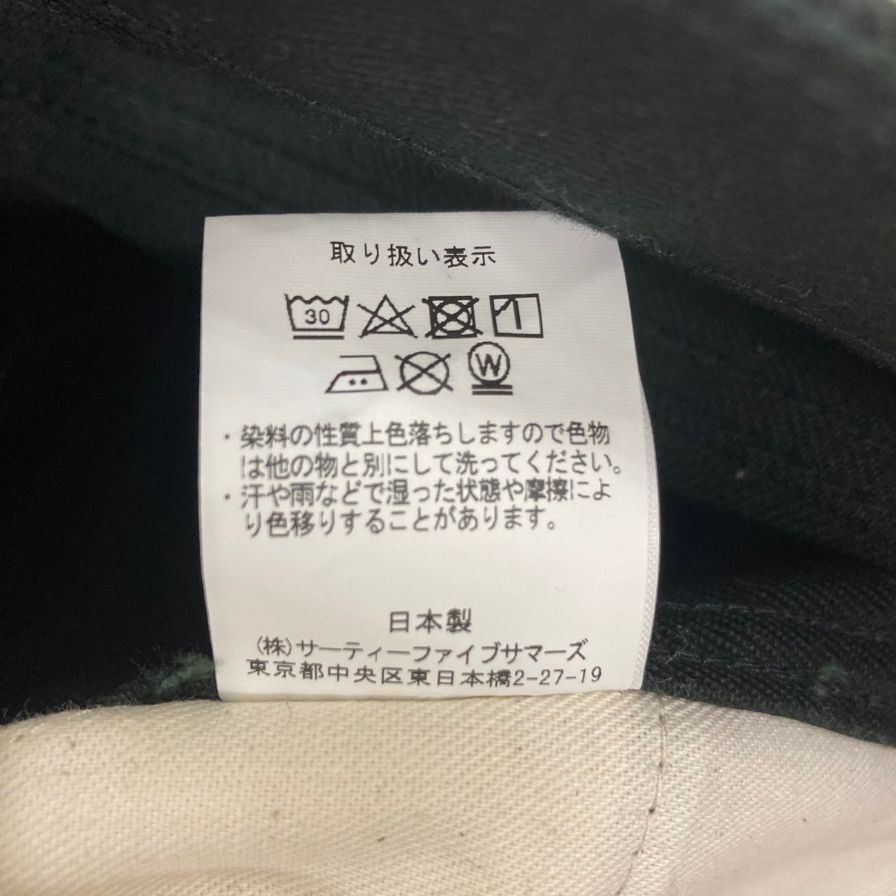 取り扱い表示
30
W
・染料の性質上色落ちしますので色物
は他の物と別にして洗ってください。
・汗や雨などで湿った状態や摩擦によ
り色移りすることがあります。
日本製
(株)サーティーファイブサマーズ
東京都中央区東日本橋2-27-19